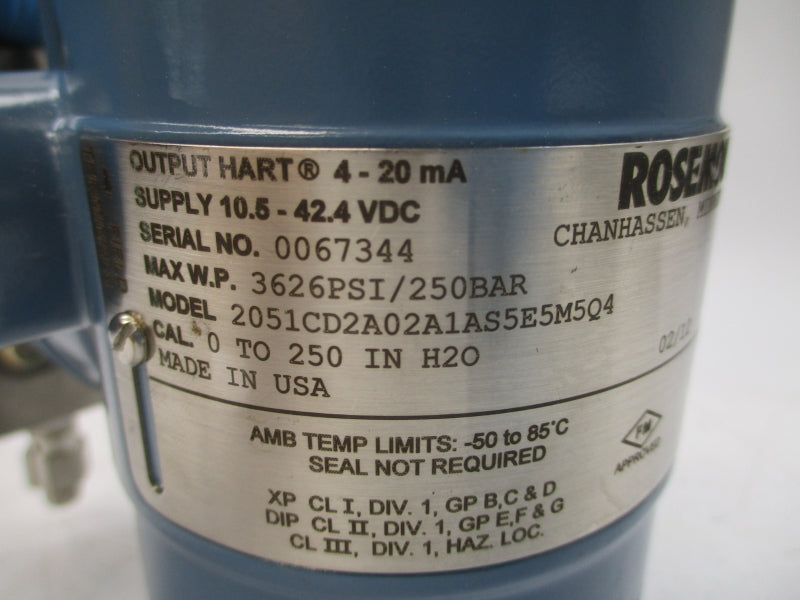 OUTPUT HART® 4 - 20 mA
SUPPLY 10.5 - 42.4 VDC
SERIAL NO. 0067344
MAX W.P. 3626PSI/250BAR
MODEL 2051CD2A02A1AS5E5M5Q4
CAL. 0 TO 250 IN H2O
MADE IN USA
ROSEMO
CHANHASSEN,
02/12
AMB TEMP LIMITS: -50 to 85°C
SEAL NOT REQUIRED
FM
APPROVED
XP CL I, DIV. 1, GP B,C & D
DIP CL II, DIV. 1, GP E,F & G
CL III, DIV. 1, HAZ. LOC.